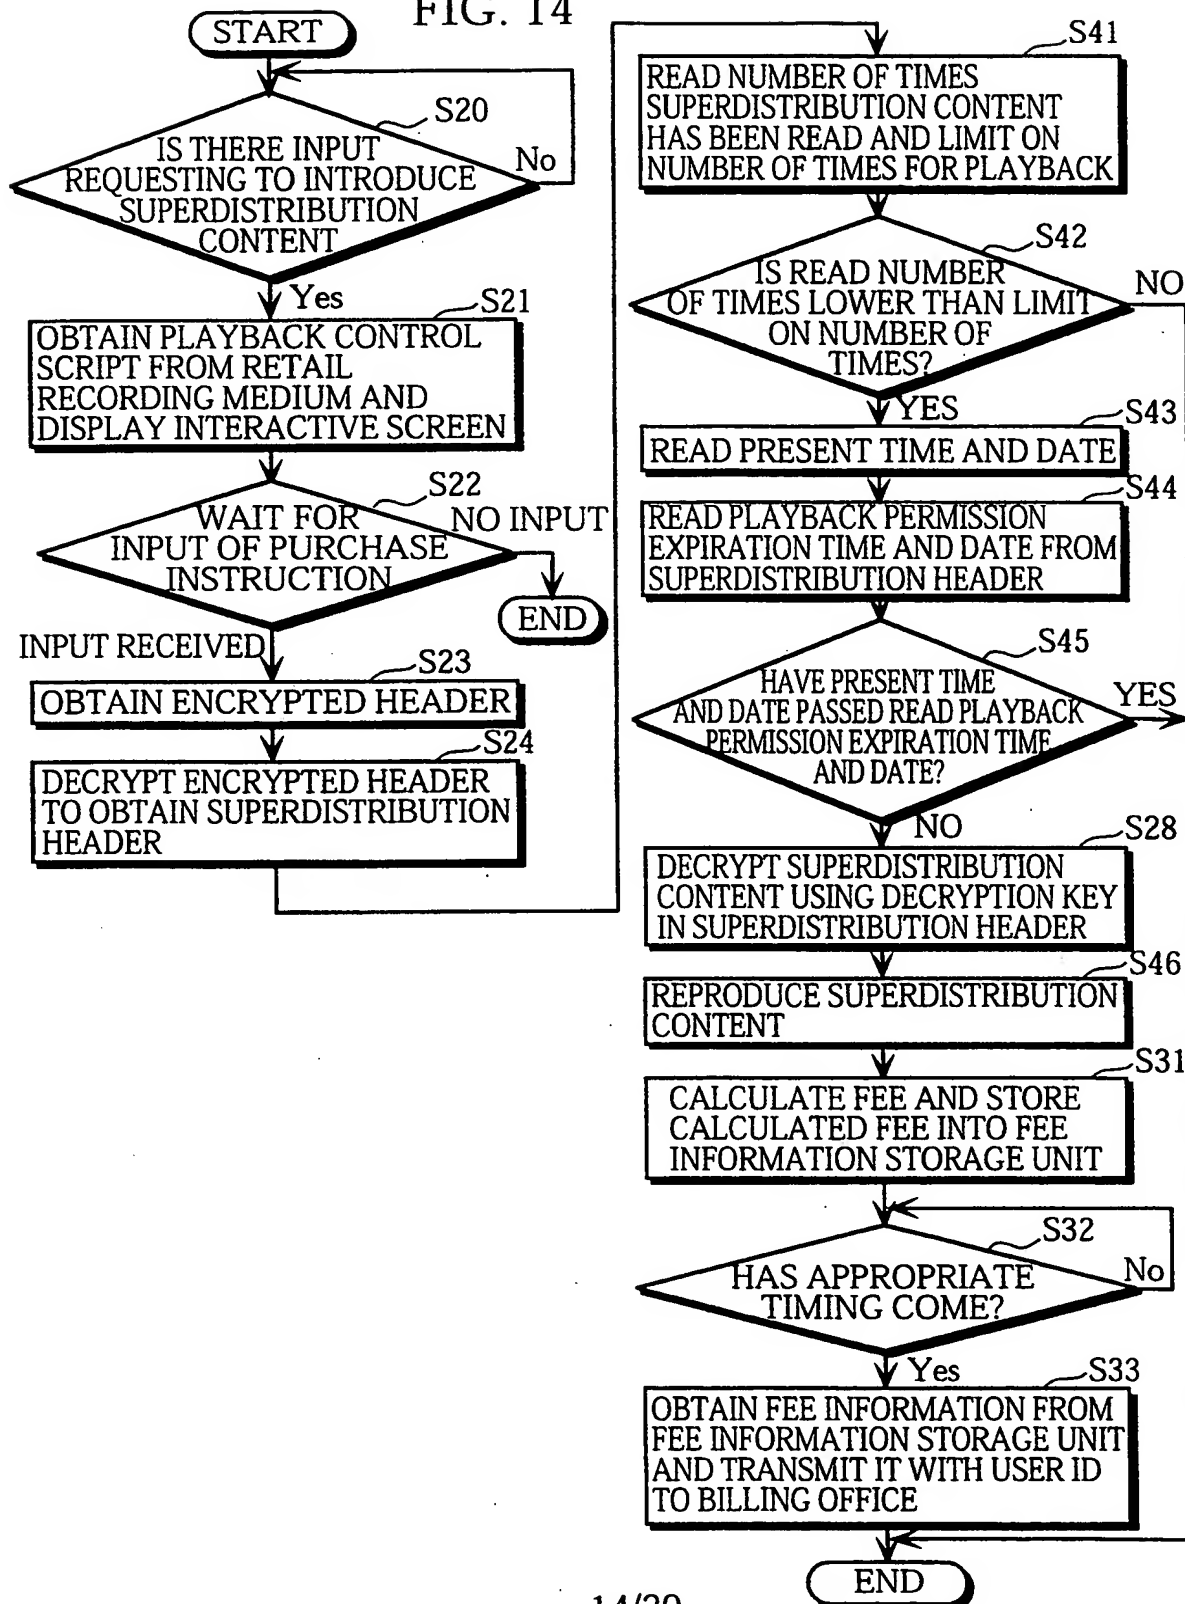 FIG. 14
START
S20
IS THERE INPUT
REQUESTING TO INTRODUCE
SUPERDISTRIBUTION
CONTENT
No
Yes
S21
OBTAIN PLAYBACK CONTROL
SCRIPT FROM RETAIL
RECORDING MEDIUM AND
DISPLAY INTERACTIVE SCREEN
S22
WAIT FOR
INPUT OF PURCHASE
INSTRUCTION
NO INPUT
END
INPUT RECEIVED
S23
OBTAIN ENCRYPTED HEADER
S24
DECRYPT ENCRYPTED HEADER
TO OBTAIN SUPERDISTRIBUTION
HEADER
S41
READ NUMBER OF TIMES
SUPERDISTRIBUTION CONTENT
HAS BEEN READ AND LIMIT ON
NUMBER OF TIMES FOR PLAYBACK
S42
IS READ NUMBER
OF TIMES LOWER THAN LIMIT
ON NUMBER OF
TIMES?
NO
YES
S43
READ PRESENT TIME AND DATE
S44
READ PLAYBACK PERMISSION
EXPIRATION TIME AND DATE FROM
SUPERDISTRIBUTION HEADER
S45
HAVE PRESENT TIME
AND DATE PASSED READ PLAYBACK
PERMISSION EXPIRATION TIME
AND DATE?
YES
NO
S28
DECRYPT SUPERDISTRIBUTION
CONTENT USING DECRYPTION KEY
IN SUPERDISTRIBUTION HEADER
S46
REPRODUCE SUPERDISTRIBUTION
CONTENT
S31
CALCULATE FEE AND STORE
CALCULATED FEE INTO FEE
INFORMATION STORAGE UNIT
S32
HAS APPROPRIATE
TIMING COME?
No
Yes
S33
OBTAIN FEE INFORMATION FROM
FEE INFORMATION STORAGE UNIT
AND TRANSMIT IT WITH USER ID
TO BILLING OFFICE
END